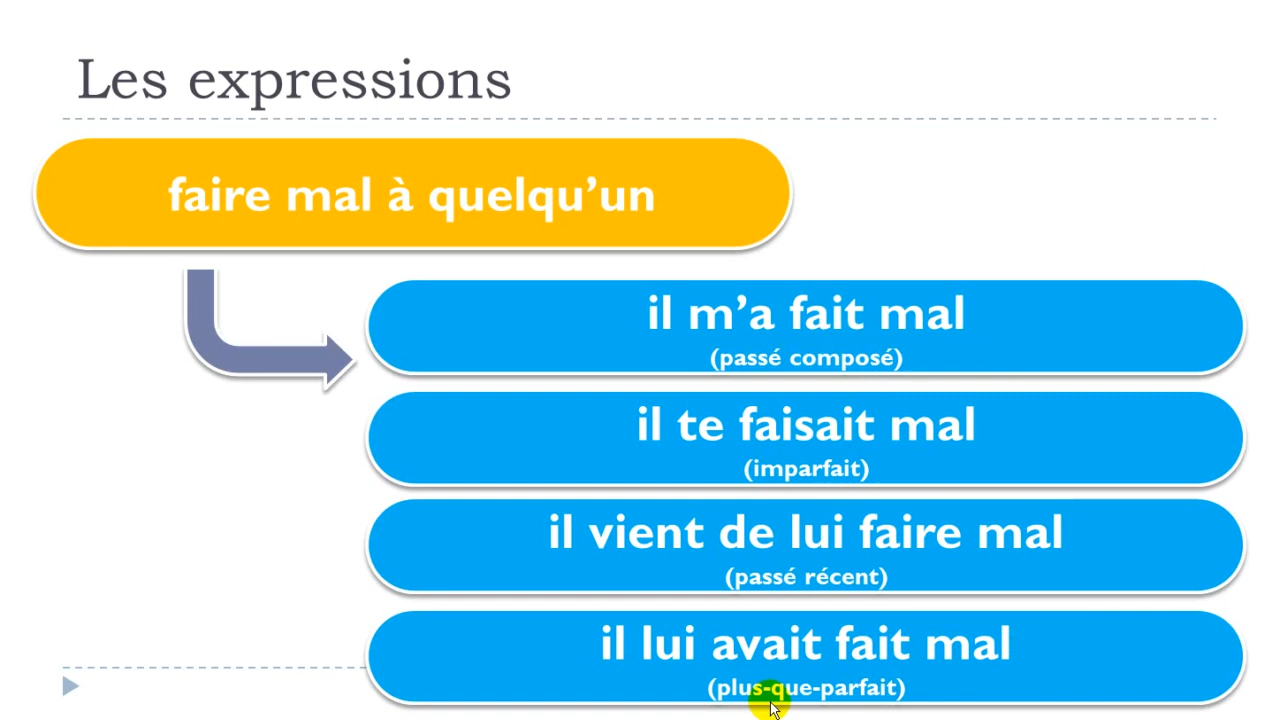 Les expressions
faire mal à quelqu’un
il m’a fait mal
(passé composé)
il te faisait mal
(imparfait)
il vient de lui faire mal
(passé récent)
il lui avait fait mal
(plus-que-parfait)